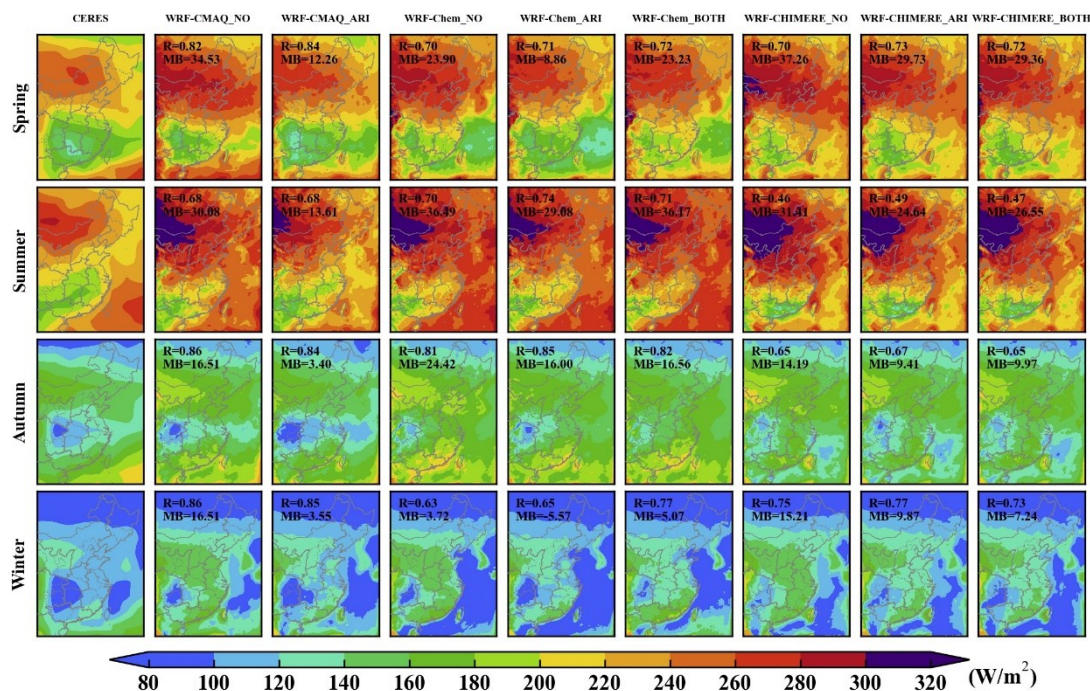 CERES WRF-CMAQ_NO WRF-CMAQ_ARI WRF-Chem_NO WRF-Chem_ARI WRF-Chem_BOTH WRF-CHIMERE_NO WRF-CHIMERE_ARI WRF-CHIMERE_BOTH
Spring
R=0.82 R=0.84 R=0.70 R=0.71 R=0.72 R=0.70 R=0.73 R=0.72
MB=34.53 MB=12.26 MB=23.90 MB=8.86 MB=23.23 MB=37.26 MB=29.73 MB=29.36
Summer
R=0.68 R=0.68 R=0.70 R=0.74 R=0.71 R=0.46 R=0.49 R=0.47
MB=30.08 MB=13.61 MB=36.49 MB=29.08 MB=36.17 MB=31.41 MB=24.64 MB=26.55
Autumn
R=0.86 R=0.84 R=0.81 R=0.85 R=0.82 R=0.65 R=0.67 R=0.65
MB=16.51 MB=3.40 MB=24.42 MB=16.00 MB=16.56 MB=14.19 MB=9.41 MB=9.97
Winter
R=0.86 R=0.85 R=0.63 R=0.65 R=0.77 R=0.75 R=0.77 R=0.73
MB=16.51 MB=3.55 MB=3.72 MB=-5.57 MB=5.07 MB=15.21 MB=9.87 MB=7.24
80 100 120 140 160 180 200 220 240 260 280 300 320 (W/m²)